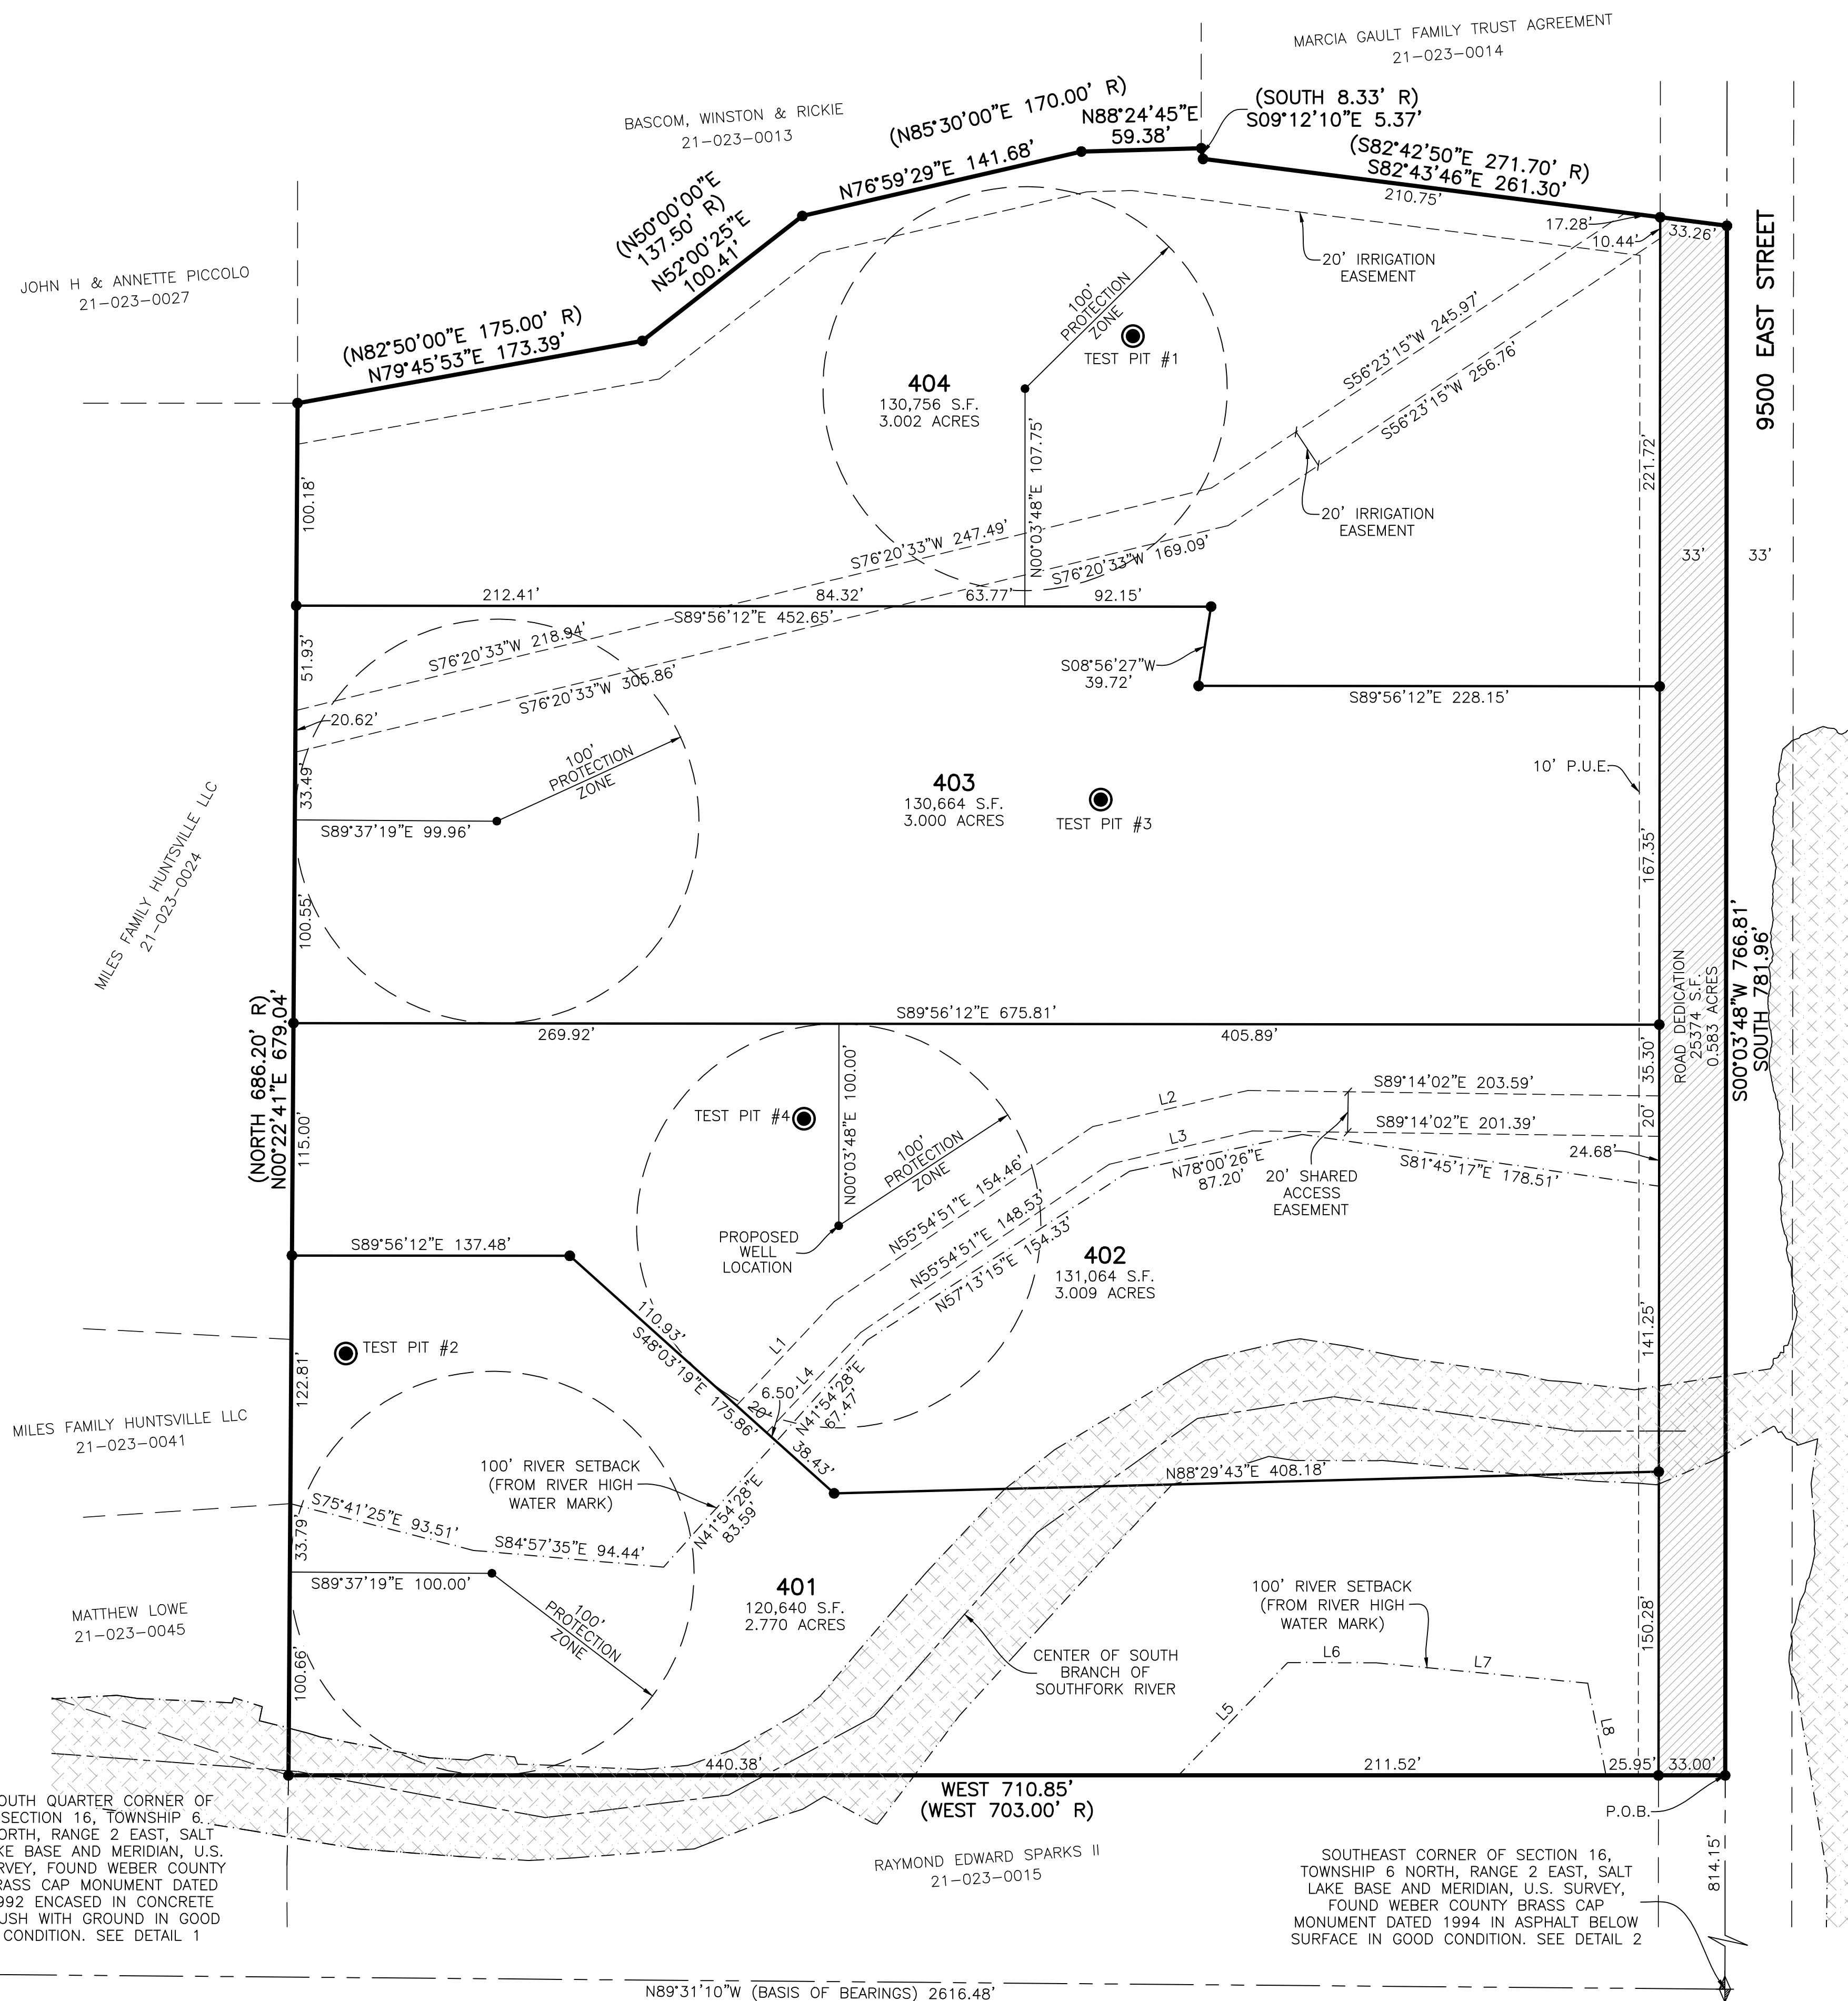 MARCIA GAULT FAMILY TRUST AGREEMENT
21-023-0014
BASCOM, WINSTON & RICKIE
21-023-0013
(N85°30'00"E 170.00' R)
N76°59'29"E 141.68'
N88°24'45"E
59.38'
(SOUTH 8.33' R)
S09°12'10"E 5.37'
(S82°42'50"E 271.70' R)
S82°43'46"E 261.30'
210.75'
17.28'
10.44'
33.26'
(N50°00'00"E
137.50' R)
N52°00'25"E
100.41'
JOHN H & ANNETTE PICCOLO
21-023-0027
(N82°50'00"E 175.00' R)
N79°45'53"E 173.39'
20' IRRIGATION
EASEMENT
9500 EAST STREET
100'
PROTECTION
ZONE
TEST PIT #1
404
130,756 S.F.
3.002 ACRES
N00°03'48"E 107.75'
S56°23'15"W 245.97'
S56°23'15"W 256.76'
221.72'
100.18'
20' IRRIGATION
EASEMENT
S76°20'33"W 247.49'
S76°20'33"W 169.09'
33'
33'
212.41'
84.32'
63.77'
92.15'
S89°56'12"E 452.65'
51.93'
S76°20'33"W 218.94'
S76°20'33"W 305.86'
S08°56'27"W
39.72'
S89°56'12"E 228.15'
20.62'
33.49'
100'
PROTECTION
ZONE
S89°37'19"E 99.96'
403
130,664 S.F.
3.000 ACRES
TEST PIT #3
10' P.U.E.
167.35'
MILES FAMILY HUNTSVILLE LLC
21-023-0024
100.55'
S89°56'12"E 675.81'
269.92'
405.89'
ROAD DEDICATION
25374 S.F.
0.583 ACRES
S00°03'48"W 766.81'
SOUTH 781.96'
(NORTH 686.20' R)
N00°22'41"E 679.04'
115.00'
TEST PIT #4
N00°03'48"E 100.00'
100'
PROTECTION
ZONE
PROPOSED
WELL
LOCATION
L2
L3
S89°14'02"E 203.59'
S89°14'02"E 201.39'
35.30'
20'
24.68'
N78°00'26"E
87.20'
S81°45'17"E 178.51'
20' SHARED
ACCESS
EASEMENT
N55°54'51"E 154.46'
N55°54'51"E 148.53'
N57°13'15"E 154.33'
402
131,064 S.F.
3.009 ACRES
141.25'
S89°56'12"E 137.48'
110.93'
S48°03'19"E 175.86'
L1
L4
6.50'
20'
N41°54'28"E
67.47'
38.43'
TEST PIT #2
122.81'
MILES FAMILY HUNTSVILLE LLC
21-023-0041
100' RIVER SETBACK
(FROM RIVER HIGH
WATER MARK)
N88°29'43"E 408.18'
S75°41'25"E 93.51'
S84°57'35"E 94.44'
N41°54'28"E
83.59'
33.79'
S89°37'19"E 100.00'
100'
PROTECTION
ZONE
401
120,640 S.F.
2.770 ACRES
MATTHEW LOWE
21-023-0045
100.66'
100' RIVER SETBACK
(FROM RIVER HIGH
WATER MARK)
150.28'
CENTER OF SOUTH
BRANCH OF
SOUTHFORK RIVER
L5
L6
L7
L8
440.38'
211.52'
25.95'
33.00'
WEST 710.85'
(WEST 703.00' R)
P.O.B.
OUTH QUARTER CORNER OF
SECTION 16, TOWNSHIP 6
ORTH, RANGE 2 EAST, SALT
KE BASE AND MERIDIAN, U.S.
RVEY, FOUND WEBER COUNTY
RASS CAP MONUMENT DATED
992 ENCASED IN CONCRETE
USH WITH GROUND IN GOOD
CONDITION. SEE DETAIL 1
RAYMOND EDWARD SPARKS II
21-023-0015
SOUTHEAST CORNER OF SECTION 16,
TOWNSHIP 6 NORTH, RANGE 2 EAST, SALT
LAKE BASE AND MERIDIAN, U.S. SURVEY,
FOUND WEBER COUNTY BRASS CAP
MONUMENT DATED 1994 IN ASPHALT BELOW
SURFACE IN GOOD CONDITION. SEE DETAIL 2
814.15'
N89°31'10"W (BASIS OF BEARINGS) 2616.48'